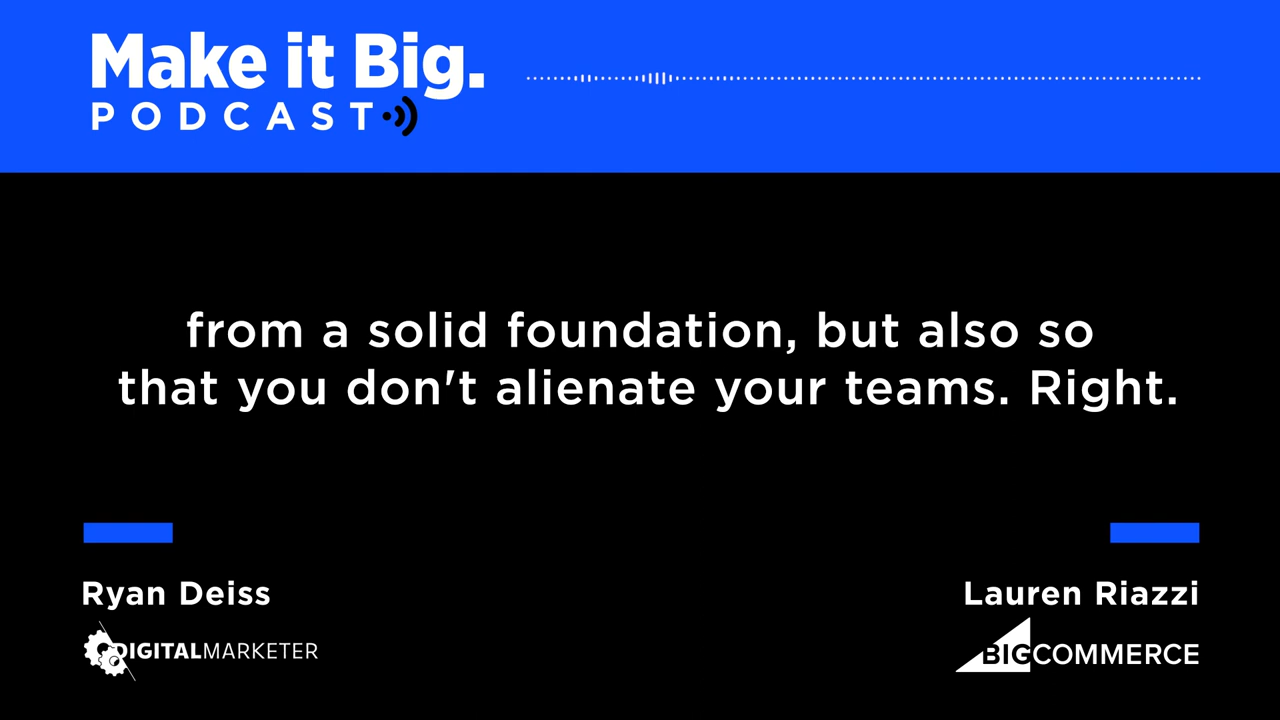 Make it Big.
PODCAST
from a solid foundation, but also so
that you don't alienate your teams. Right.
Ryan Deiss
Lauren Riazzi
DIGITALMARKETER
BIGCOMMERCE